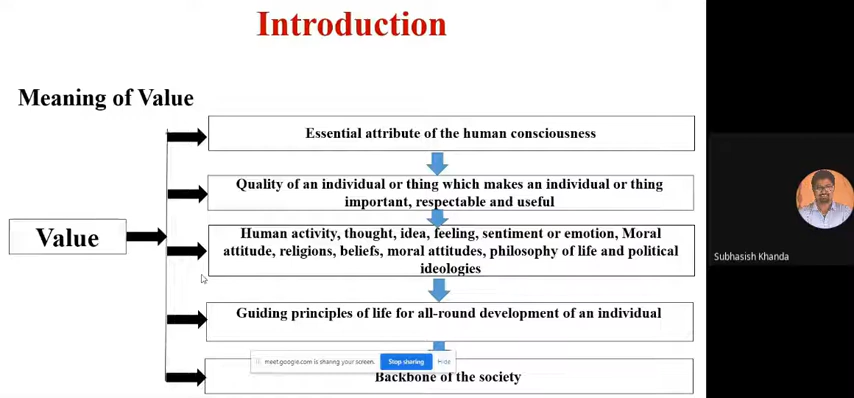 Introduction
Meaning of Value
Essential attribute of the human consciousness
Quality of an individual or thing which makes an individual or thing
important, respectable and useful
Value
Human activity, thought, idea, feeling, sentiment or emotion, Moral
attitude, religions, beliefs, moral attitudes, philosophy of life and political
ideologies
Guiding principles of life for all-round development of an individual
meet.google.com is sharing your screen. Stop sharing Hide
Backbone of the society
Subhasish Khanda